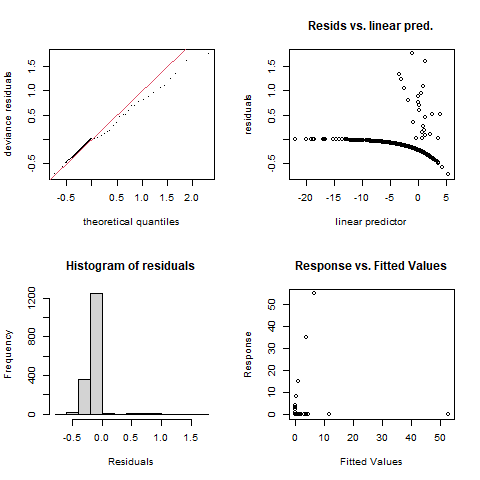 deviance residuals
-0.5 0.5 1.0 1.5
-0.5 0.0 0.5 1.0 1.5 2.0
theoretical quantiles
Resids vs. linear pred.
residuals
-0.5 0.5 1.0 1.5
-20 -15 -10 -5 0 5
linear predictor
Histogram of residuals
Frequency
0 400 800 1200
-0.5 0.0 0.5 1.0 1.5
Residuals
Response vs. Fitted Values
Response
0 10 20 30 40 50
0 10 20 30 40 50
Fitted Values